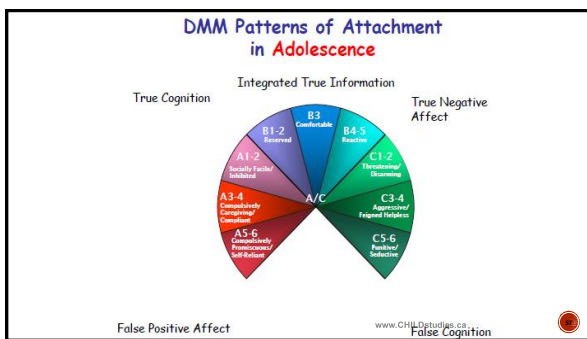 DMM Patterns of Attachment
in Adolescence
Integrated True Information
True Cognition
True Negative
Affect
B3
Comfortable
B1-2
Reserved
B4-5
Reactive
A1-2
Socially Facile/
Inhibited
C1-2
Threatening/
Disarming
A3-4
Compulsively
Caregiving/
Compliant
A/C
C3-4
Aggressive/
Feigned Helpless
A5-6
Compulsively
Promiscuous/
Self-Reliant
C5-6
Punitive/
Seductive
www.CHILDstudies.ca
False Positive Affect
False Cognition
57